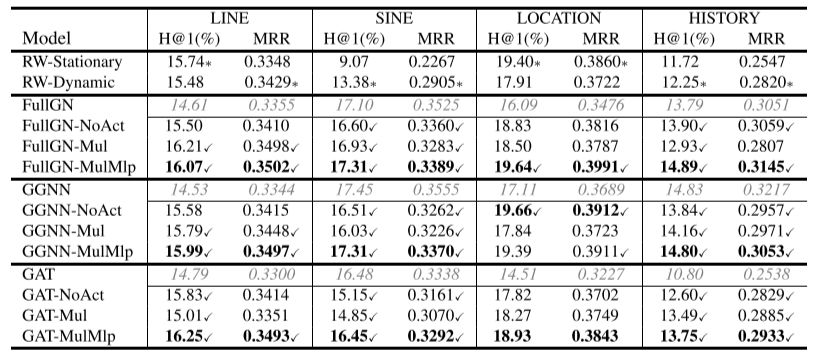 LINE SINE LOCATION HISTORY
Model H@1(%) MRR H@1(%) MRR H@1(%) MRR H@1(%) MRR
RW-Stationary 15.74* 0.3348 9.07 0.2267 19.40* 0.3860* 11.72 0.2547
RW-Dynamic 15.48 0.3429* 13.38* 0.2905* 17.91 0.3722 12.25* 0.2820*
FullGN 14.61 0.3355 17.10 0.3525 16.09 0.3476 13.79 0.3051
FullGN-NoAct 15.50 0.3410 16.60✓ 0.3360✓ 18.83 0.3816 13.90✓ 0.3059✓
FullGN-Mul 16.21✓ 0.3498✓ 16.93✓ 0.3283✓ 18.50 0.3787 12.93✓ 0.2807
FullGN-MulMlp 16.07✓ 0.3502✓ 17.31✓ 0.3389✓ 19.64✓ 0.3991✓ 14.89✓ 0.3145✓
GGNN 14.53 0.3344 17.45 0.3555 17.11 0.3689 14.83 0.3217
GGNN-NoAct 15.58 0.3415 16.51✓ 0.3262✓ 19.66✓ 0.3912✓ 13.84✓ 0.2957✓
GGNN-Mul 15.79✓ 0.3448✓ 16.03✓ 0.3226✓ 17.84 0.3723 14.16✓ 0.2971✓
GGNN-MulMlp 15.99✓ 0.3497✓ 17.31✓ 0.3370✓ 19.39 0.3911✓ 14.80✓ 0.3053✓
GAT 14.79 0.3300 16.48 0.3338 14.51 0.3227 10.80 0.2538
GAT-NoAct 15.83✓ 0.3414 15.15✓ 0.3161✓ 17.82 0.3702 12.60✓ 0.2829✓
GAT-Mul 15.01✓ 0.3351 14.85✓ 0.3070✓ 18.27 0.3749 13.49✓ 0.2885✓
GAT-MulMlp 16.25✓ 0.3493✓ 16.45✓ 0.3292✓ 18.93 0.3843 13.75✓ 0.2933✓